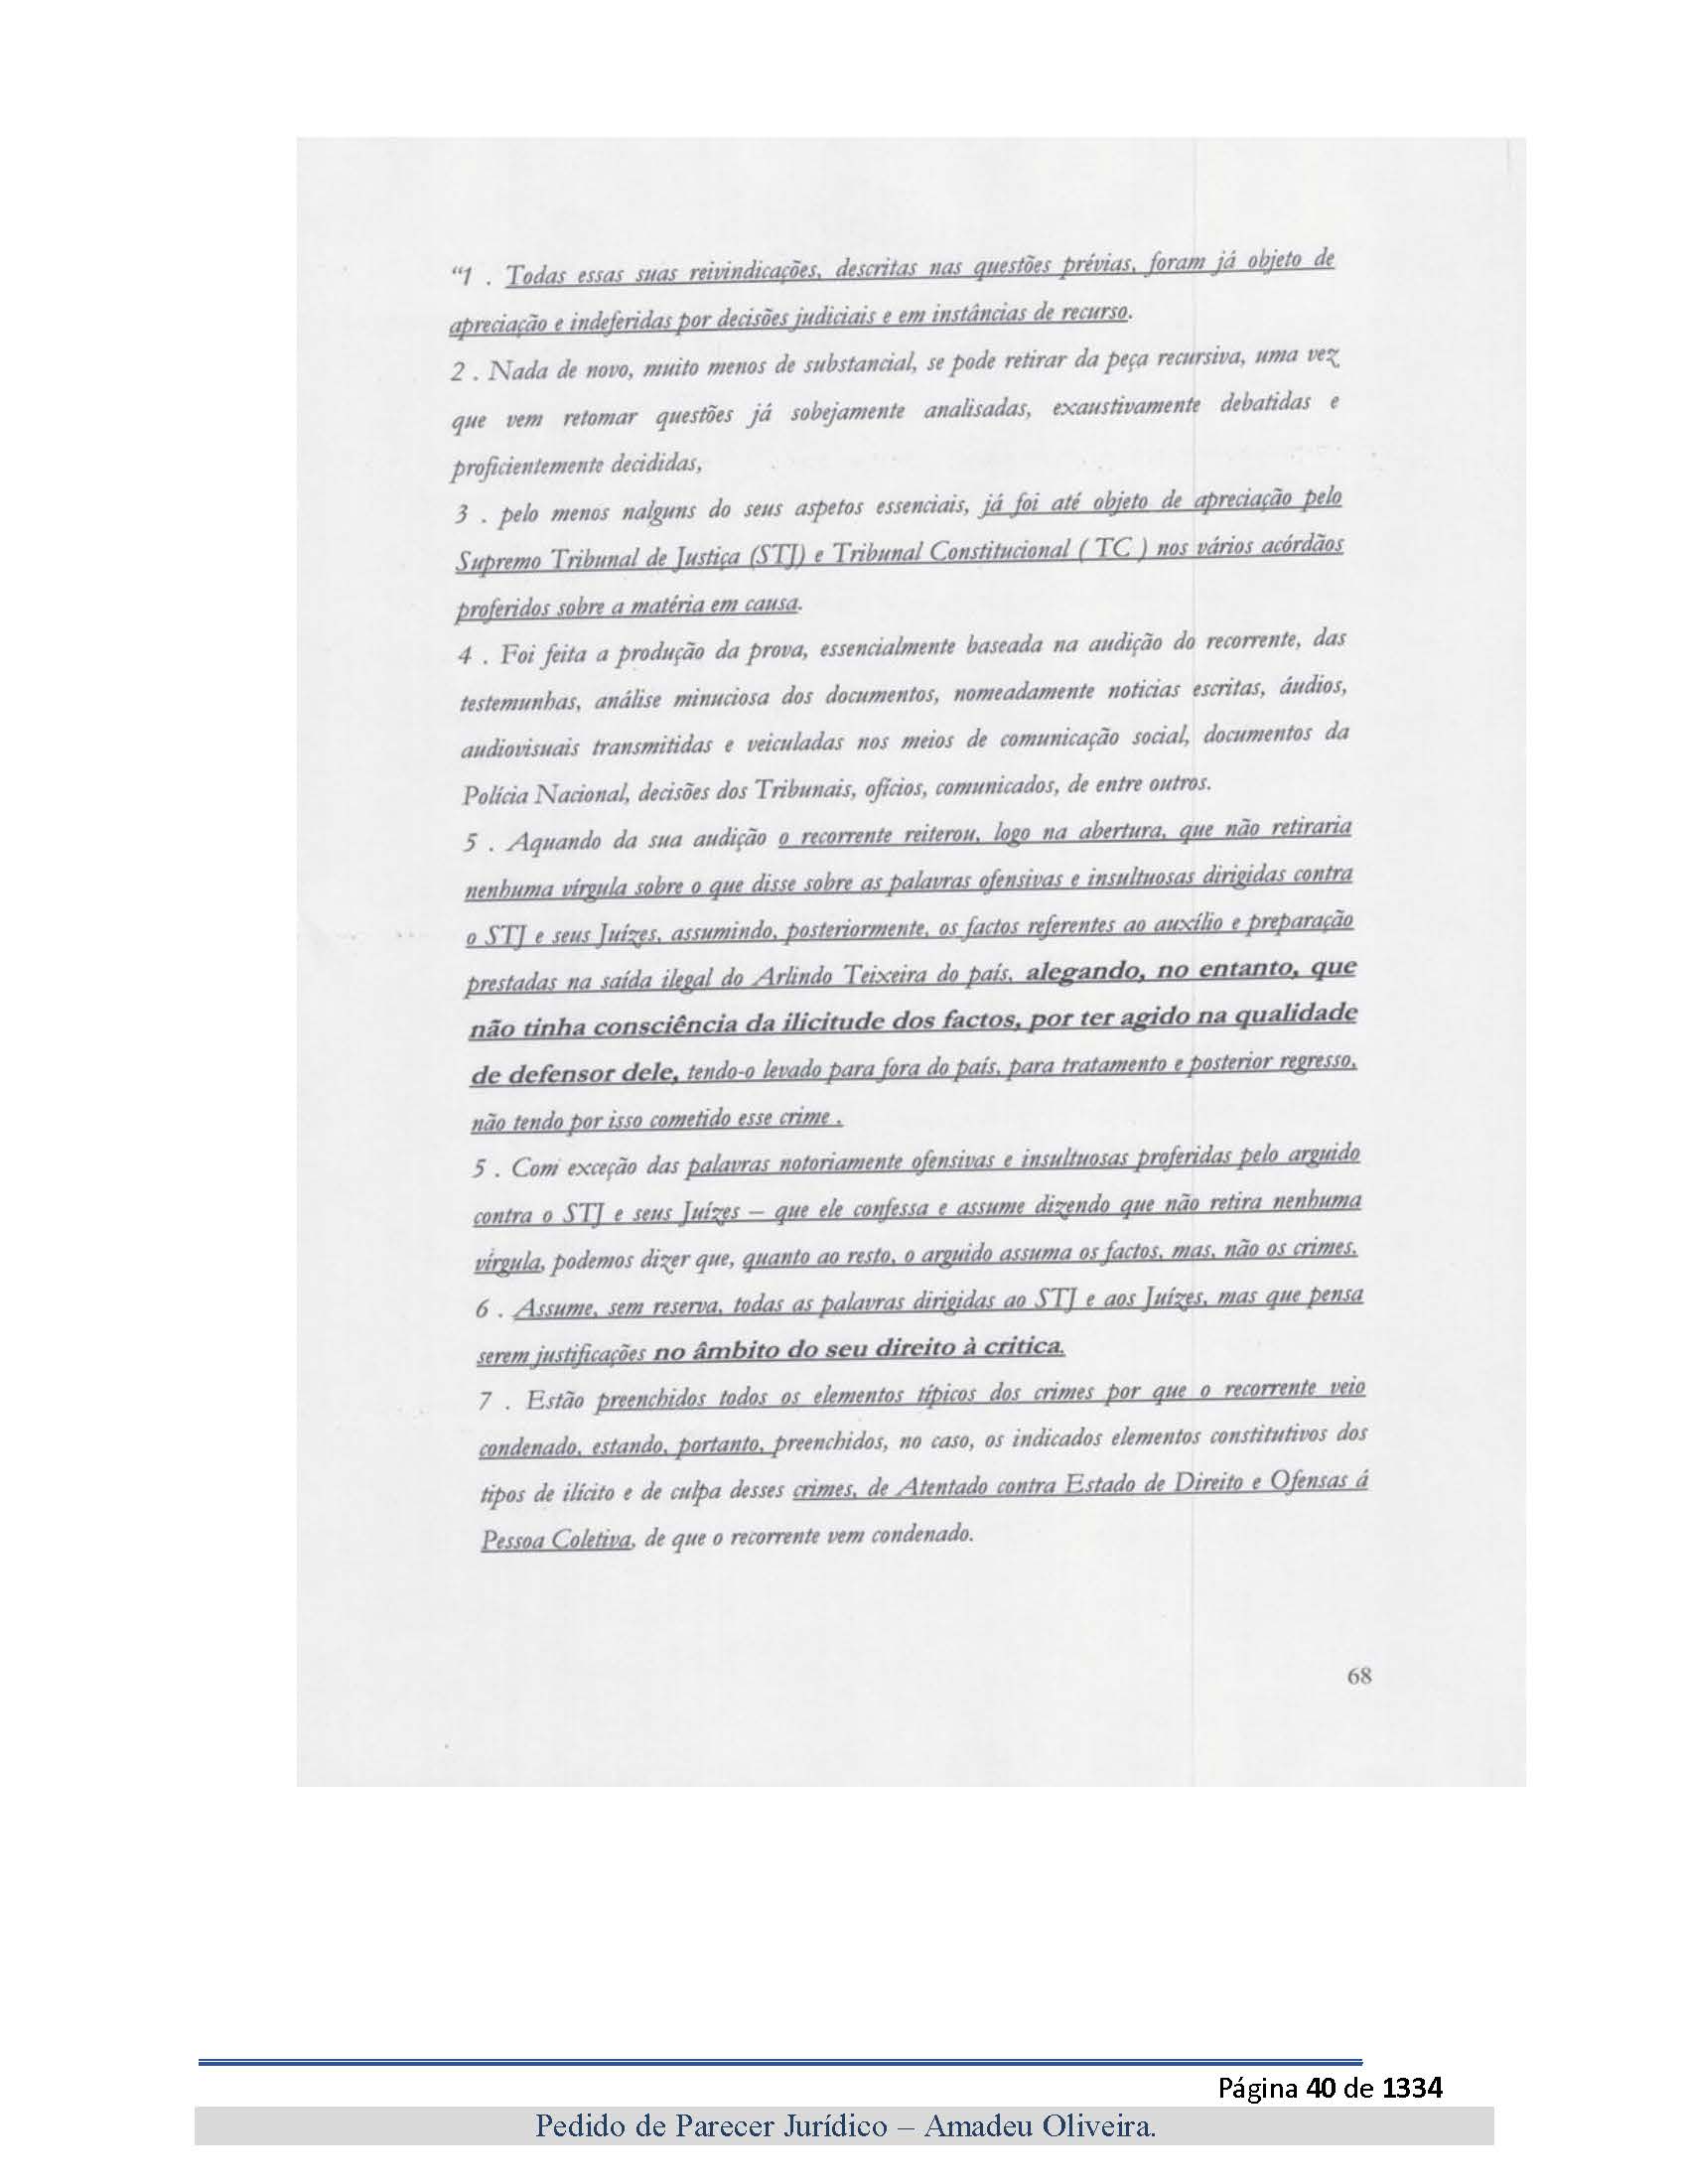 “1 . Todas essas suas reivindicações, descritas nas questões prévias, foram já objeto de
apreciação e indeferidas por decisões judiciais e em instâncias de recurso.
2 . Nada de novo, muito menos de substancial, se pode retirar da peça recursiva, uma vez
que vem retomar questões já sobejamente analisadas, exaustivamente debatidas e
proficientemente decididas,
3 . pelo menos nalguns do seus aspetos essenciais, já foi até objeto de apreciação pelo
Supremo Tribunal de Justiça (STJ) e Tribunal Constitucional ( TC ) nos vários acórdãos
proferidos sobre a matéria em causa.
4 . Foi feita a produção da prova, essencialmente baseada na audição do recorrente, das
testemunhas, análise minuciosa dos documentos, nomeadamente noticias escritas, áudios,
audiovisuais transmitidas e veiculadas nos meios de comunicação social, documentos da
Polícia Nacional, decisões dos Tribunais, ofícios, comunicados, de entre outros.
5 . Aquando da sua audição o recorrente reiterou, logo na abertura, que não retiraria
nenhuma vírgula sobre o que disse sobre as palavras ofensivas e insultuosas dirigidas contra
o STJ e seus Juízes, assumindo, posteriormente, os factos referentes ao auxílio e preparação
prestadas na saída ilegal do Arlindo Teixeira do país, alegando, no entanto, que
não tinha consciência da ilicitude dos factos, por ter agido na qualidade
de defensor dele, tendo-o levado para fora do país, para tratamento e posterior regresso,
não tendo por isso cometido esse crime .
5 . Com exceção das palavras notoriamente ofensivas e insultuosas proferidas pelo arguido
contra o STJ e seus Juízes – que ele confessa e assume dizendo que não retira nenhuma
vírgula, podemos dizer que, quanto ao resto, o arguido assuma os factos, mas, não os crimes.
6 . Assume, sem reserva, todas as palavras dirigidas ao STJ e aos Juízes, mas que pensa
serem justificações no âmbito do seu direito à critica.
7 . Estão preenchidos todos os elementos típicos dos crimes por que o recorrente veio
condenado, estando, portanto, preenchidos, no caso, os indicados elementos constitutivos dos
tipos de ilícito e de culpa desses crimes, de Atentado contra Estado de Direito e Ofensas á
Pessoa Coletiva, de que o recorrente vem condenado.
68
Página 40 de 1334
Pedido de Parecer Jurídico – Amadeu Oliveira.